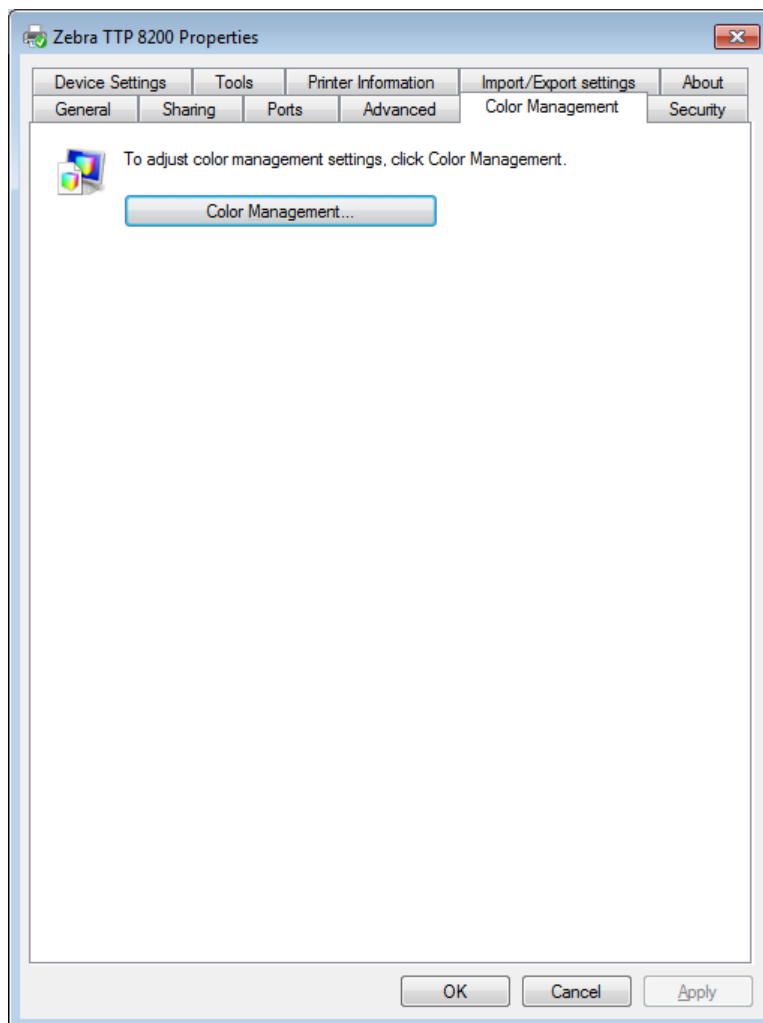 Zebra TTP 8200 Properties
Device Settings Tools Printer Information Import/Export settings About
General Sharing Ports Advanced Color Management Security
To adjust color management settings, click Color Management.
Color Management...
OK Cancel Apply